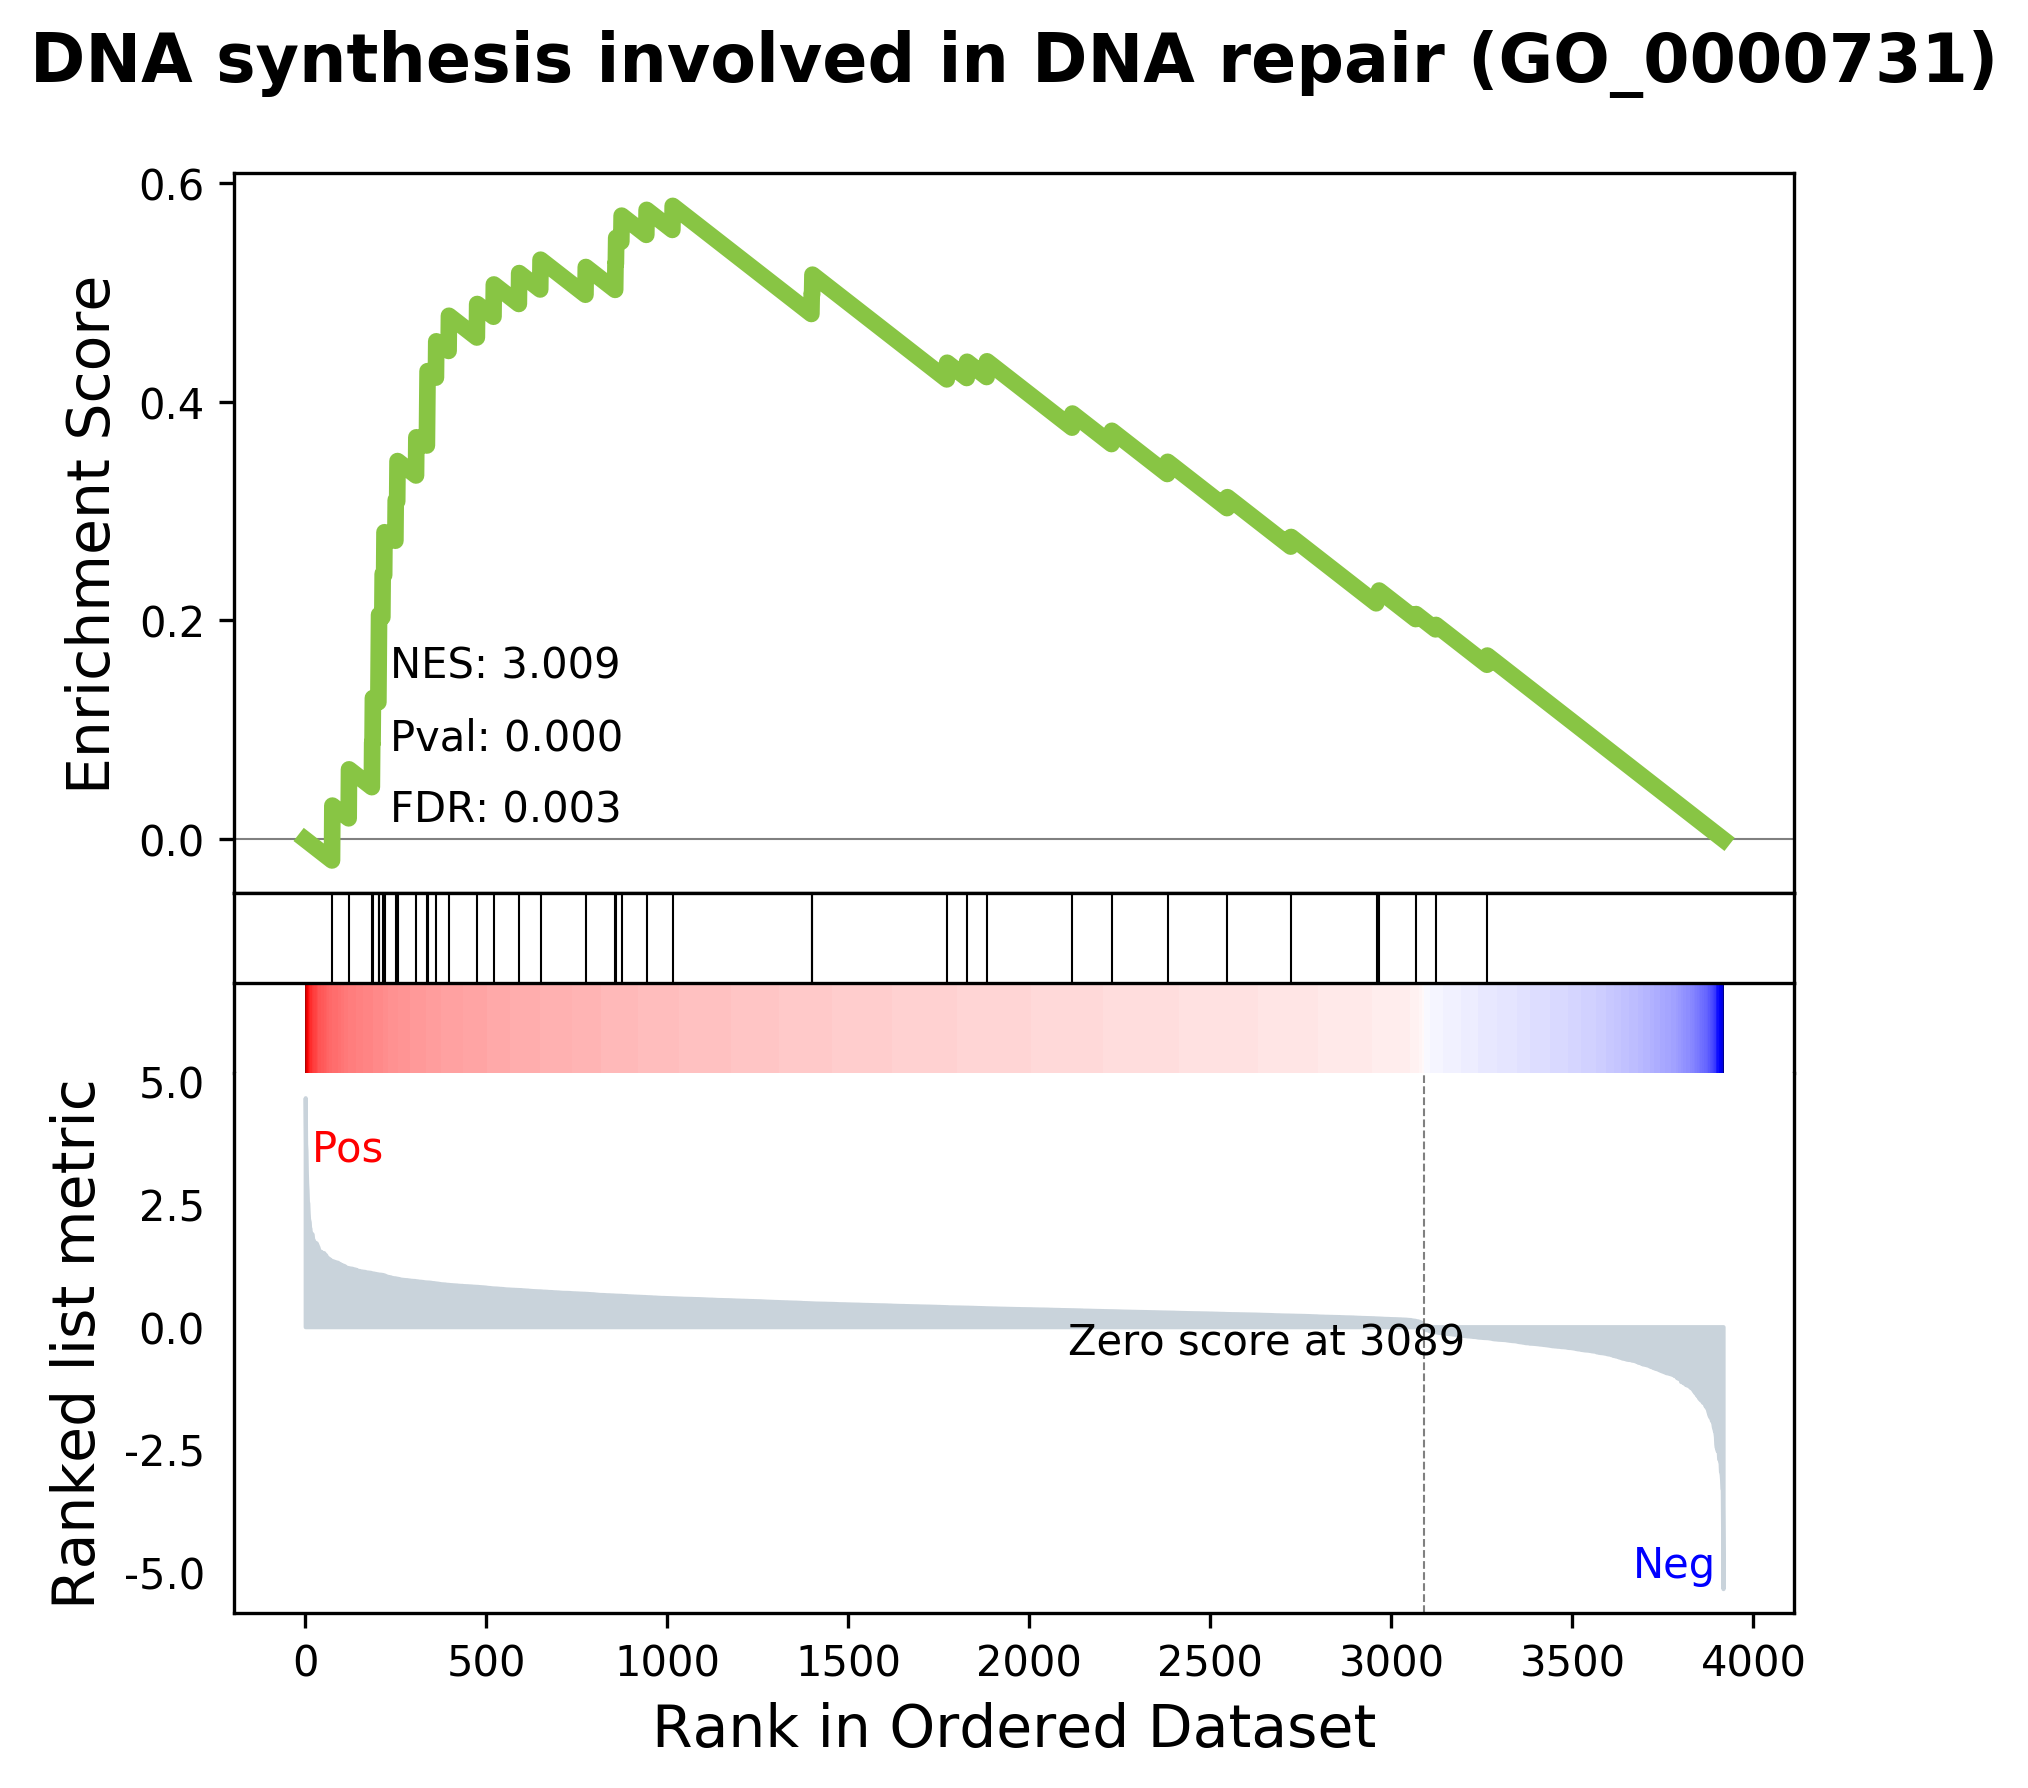 DNA synthesis involved in DNA repair (GO_0000731)
Enrichment Score
0.6
0.4
0.2
0.0
NES: 3.009
Pval: 0.000
FDR: 0.003
Ranked list metric
5.0
2.5
0.0
-2.5
-5.0
Pos
Zero score at 3089
Neg
0 500 1000 1500 2000 2500 3000 3500 4000
Rank in Ordered Dataset